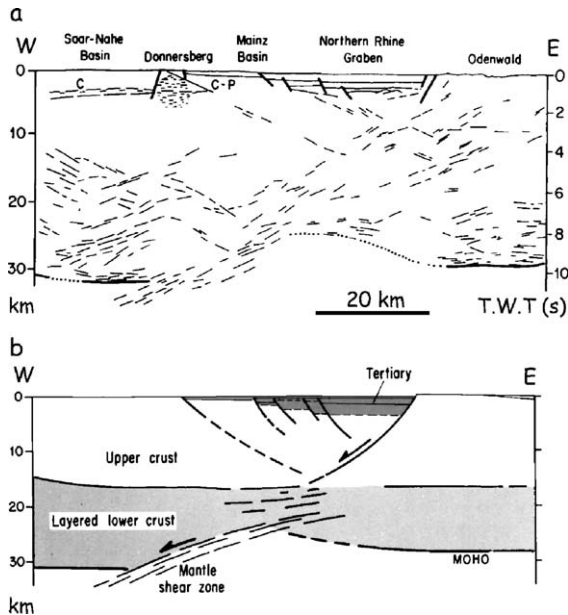 a
W
E
Saar-Nahe
Basin
Donnersberg
Mainz
Basin
Northern Rhine
Graben
Odenwald
0
10
20
30
km
C
C-P
0
2
4
6
8
10
20 km
T.W.T (s)
b
W
E
Tertiary
0
10
20
30
km
Upper crust
Layered lower crust
Mantle
shear zone
MOHO